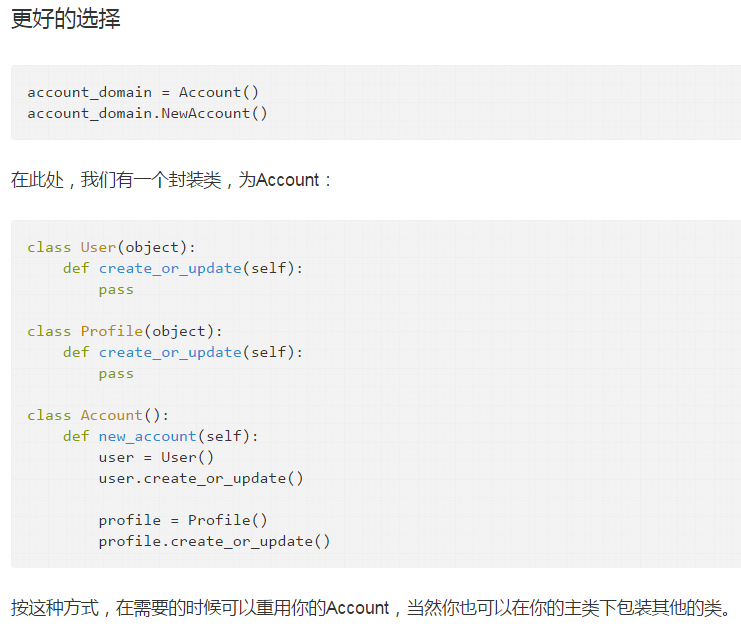 更好的选择
account_domain = Account()
account_domain.NewAccount()
在此处，我们有一个封装类，为Account：
class User(object):
    def create_or_update(self):
        pass
class Profile(object):
    def create_or_update(self):
        pass
class Account():
    def new_account(self):
        user = User()
        user.create_or_update()
        profile = Profile()
        profile.create_or_update()
按这种方式，在需要的时候可以重用你的Account，当然你也可以在你的主类下包装其他的类。